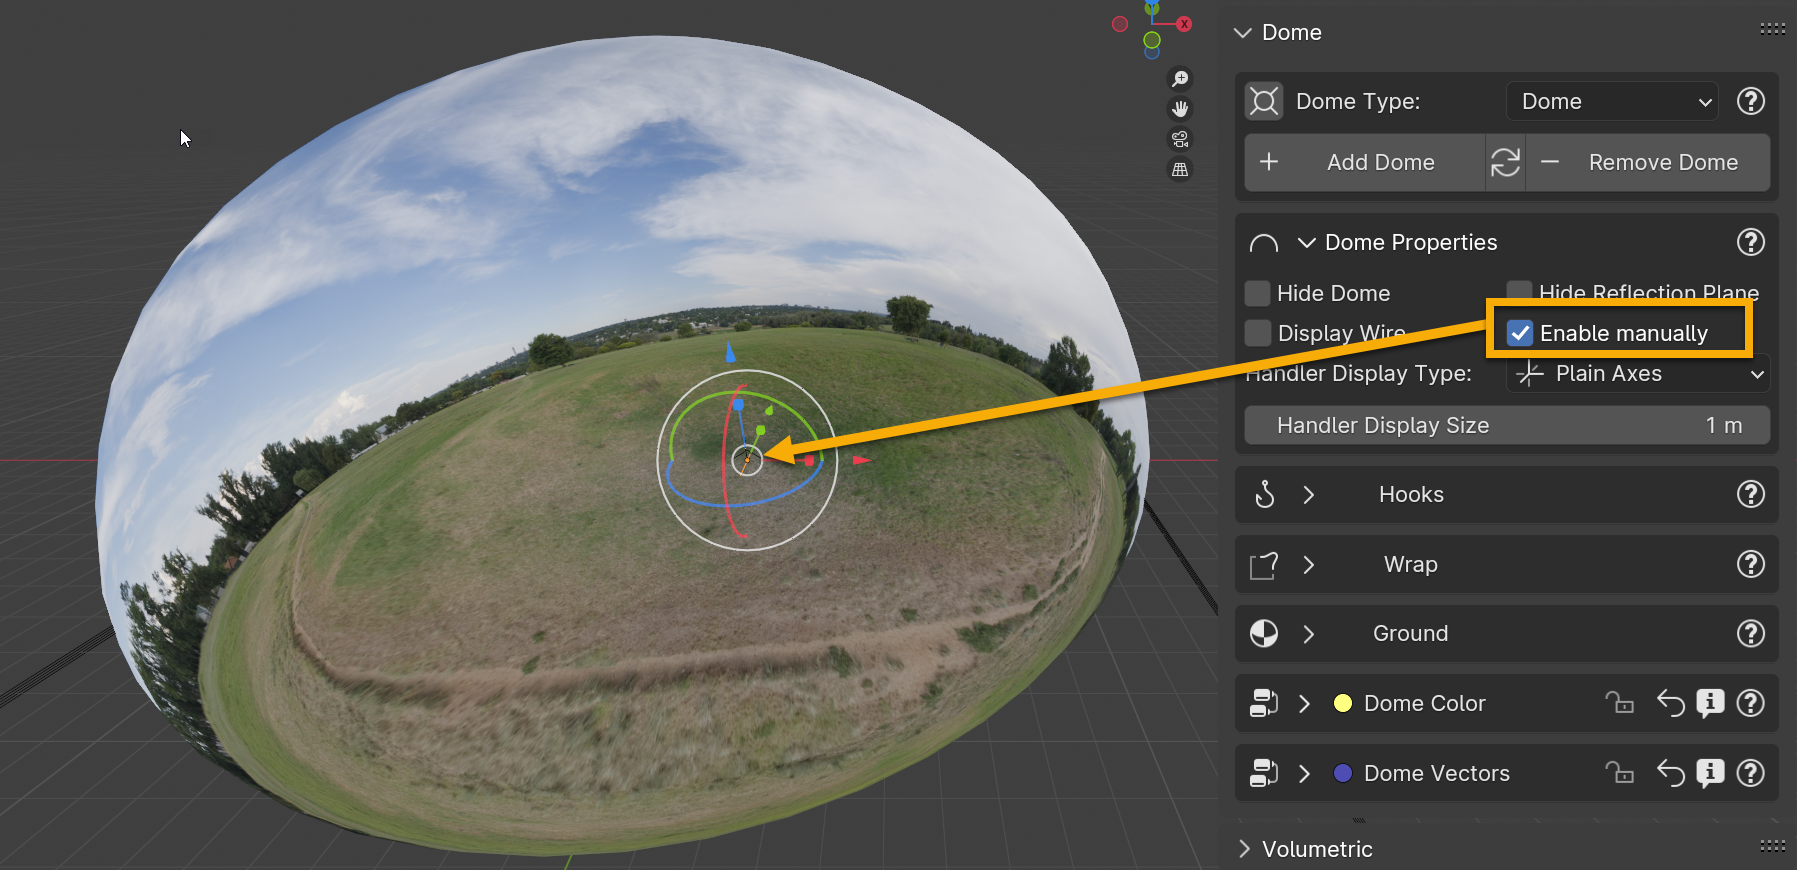 X
Dome
Dome Type:
Dome
Add Dome
Remove Dome
Dome Properties
Hide Dome
Hide Reflection Plane
Display Wire
Enable manually
Handler Display Type:
Plain Axes
Handler Display Size
1 m
Hooks
Wrap
Ground
Dome Color
Dome Vectors
Volumetric